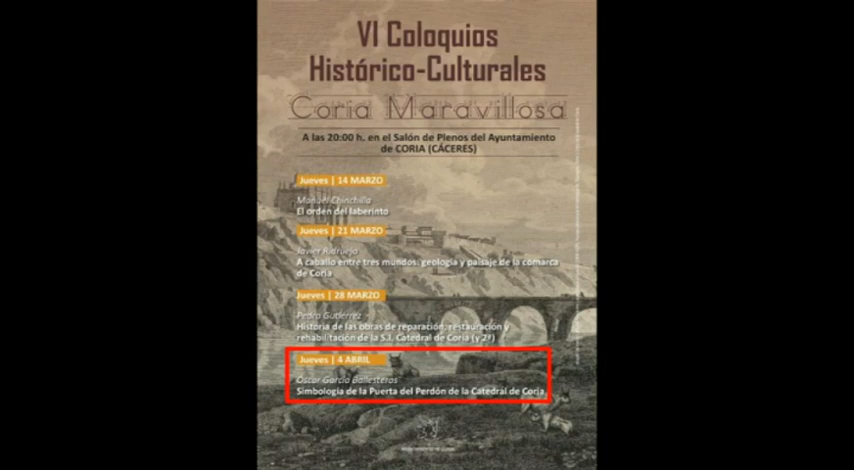 VI Coloquios
Histórico-Culturales
Coria Maravillosa
A las 20:00 h. en el Salón de Plenos del Ayuntamiento
de CORIA (CÁCERES)
Jueves | 14 MARZO
Manuel Chinchilla
El orden del laberinto
Jueves | 21 MARZO
Javier Ridruejo
A caballo entre tres mundos: geología y paisaje de la comarca
de Coria
Jueves | 28 MARZO
Pedro Gutiérrez
Historia de las obras de reparación, restauración y
rehabilitación de la S.I. Catedral de Coria (y 2ª)
Jueves | 4 ABRIL
Óscar García Ballesteros
Simbología de la Puerta del Perdón de la Catedral de Coria